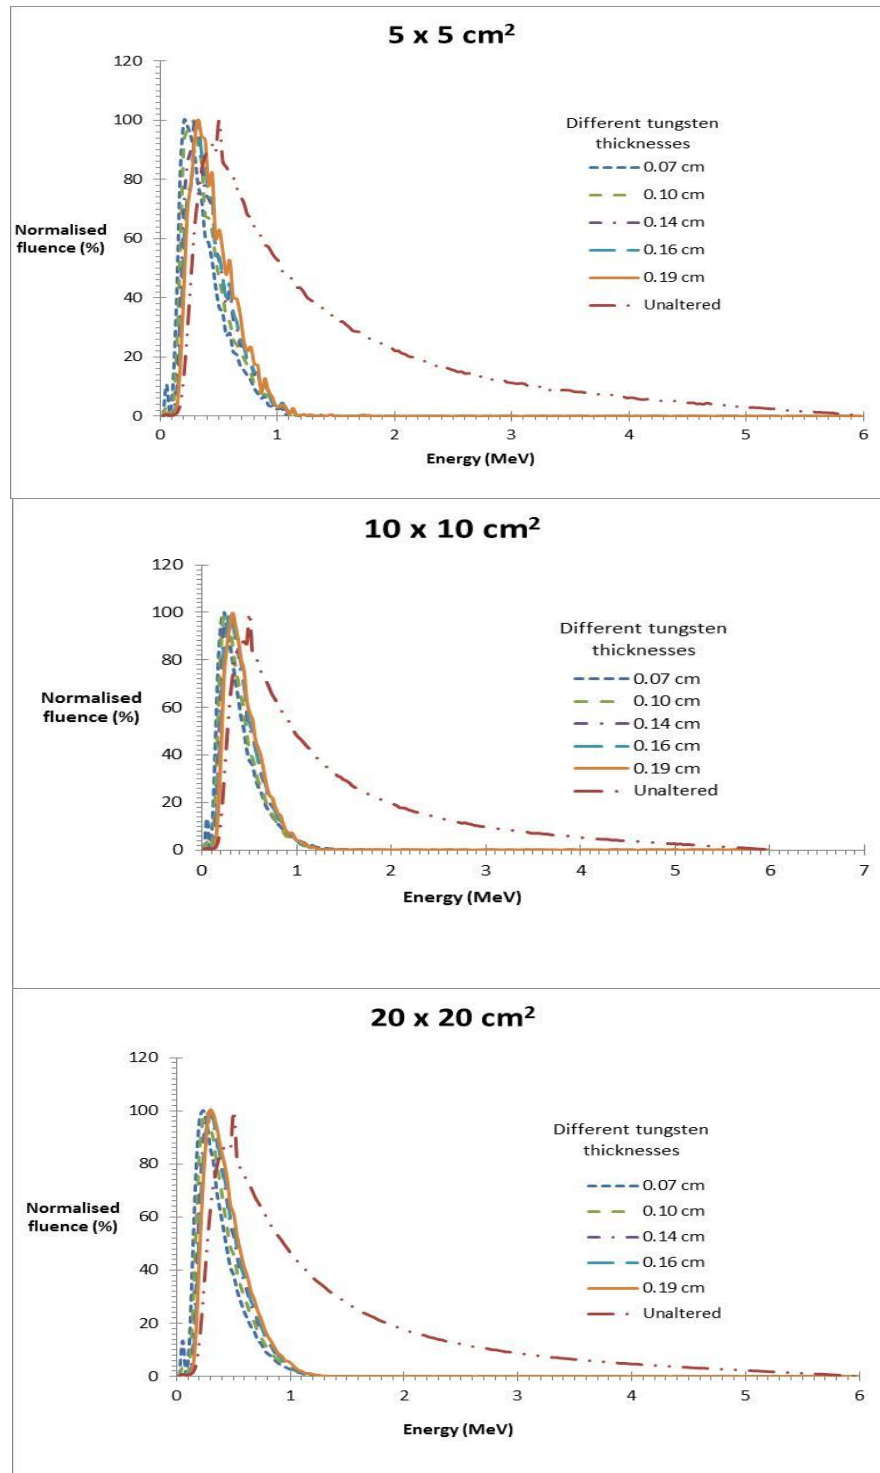 5 x 5 cm²
120
100
80
60
40
20
0
Normalised
fluence (%)
0 1 2 3 4 5 6
Energy (MeV)
Different tungsten
thicknesses
0.07 cm
0.10 cm
0.14 cm
0.16 cm
0.19 cm
Unaltered
10 x 10 cm²
120
100
80
60
40
20
0
Normalised
fluence (%)
0 1 2 3 4 5 6 7
Energy (MeV)
Different tungsten
thicknesses
0.07 cm
0.10 cm
0.14 cm
0.16 cm
0.19 cm
Unaltered
20 x 20 cm²
120
100
80
60
40
20
0
Normalised
fluence (%)
0 1 2 3 4 5 6
Energy (MeV)
Different tungsten
thicknesses
0.07 cm
0.10 cm
0.14 cm
0.16 cm
0.19 cm
Unaltered